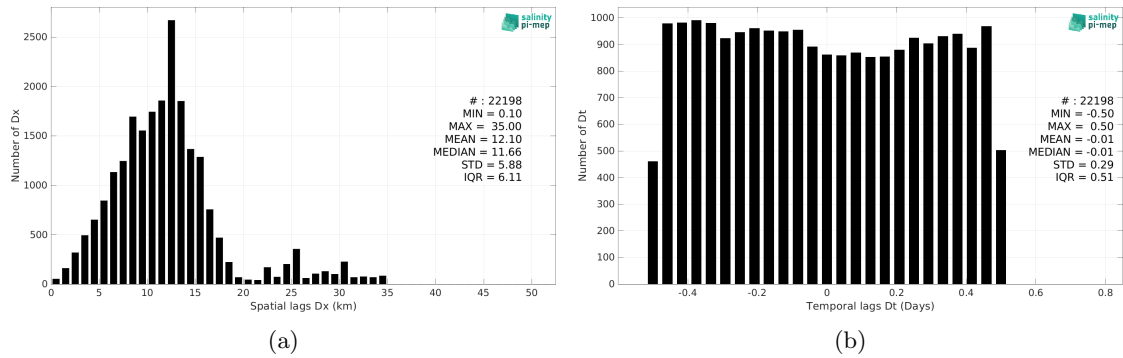 2500
2000
1500
1000
500
0
Number of Dx
salinity
pi-mep
# : 22198
MIN = 0.10
MAX = 35.00
MEAN = 12.10
MEDIAN = 11.66
STD = 5.88
IQR = 6.11
0 5 10 15 20 25 30 35 40 45 50
Spatial lags Dx (km)
(a)
1000
900
800
700
600
500
400
300
200
100
0
Number of Dt
salinity
pi-mep
# : 22198
MIN = -0.50
MAX = 0.50
MEAN = -0.01
MEDIAN = -0.01
STD = 0.29
IQR = 0.51
-0.4 -0.2 0 0.2 0.4 0.6 0.8
Temporal lags Dt (Days)
(b)